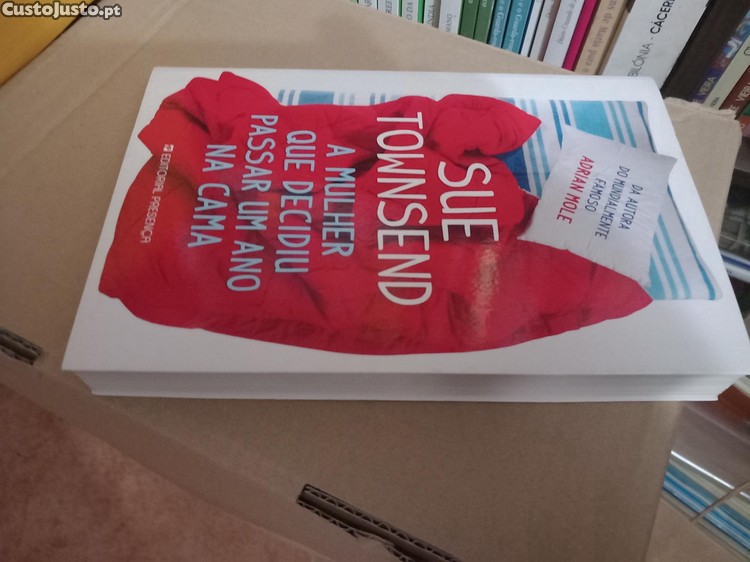 CustoJusto.pt
DA AUTORA
DO MUNDIALMENTE
FAMOSO
ADRIAN MOLE
SUE
TOWNSEND
A MULHER
QUE DECIDIU
PASSAR UM ANO
NA CAMA
EDITORIAL PRESENÇA